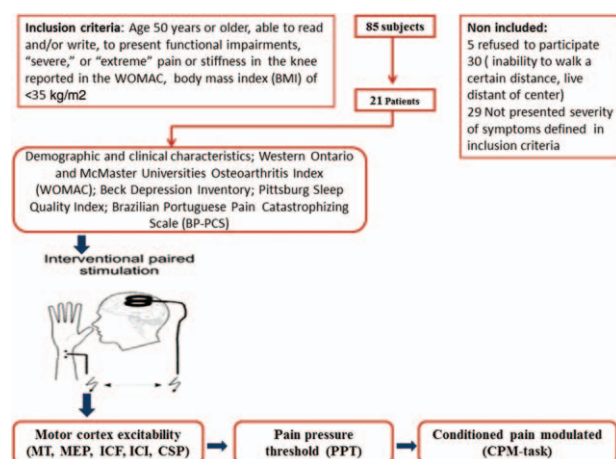 Inclusion criteria: Age 50 years or older, able to read
and/or write, to present functional impairments,
“severe,” or “extreme” pain or stiffness in the knee
reported in the WOMAC, body mass index (BMI) of
<35 kg/m2
85 subjects
21 Patients
Non included:
5 refused to participate
30 ( inability to walk a
certain distance, live
distant of center)
29 Not presented severity
of symptoms defined in
inclusion criteria
Demographic and clinical characteristics; Western Ontario
and McMaster Universities Osteoarthritis Index
(WOMAC); Beck Depression Inventory; Pittsburg Sleep
Quality Index; Brazilian Portuguese Pain Catastrophizing
Scale (BP-PCS)
Interventional paired
stimulation
Motor cortex excitability
(MT, MEP, ICF, ICI, CSP)
Pain pressure
threshold (PPT)
Conditioned pain modulated
(CPM-task)